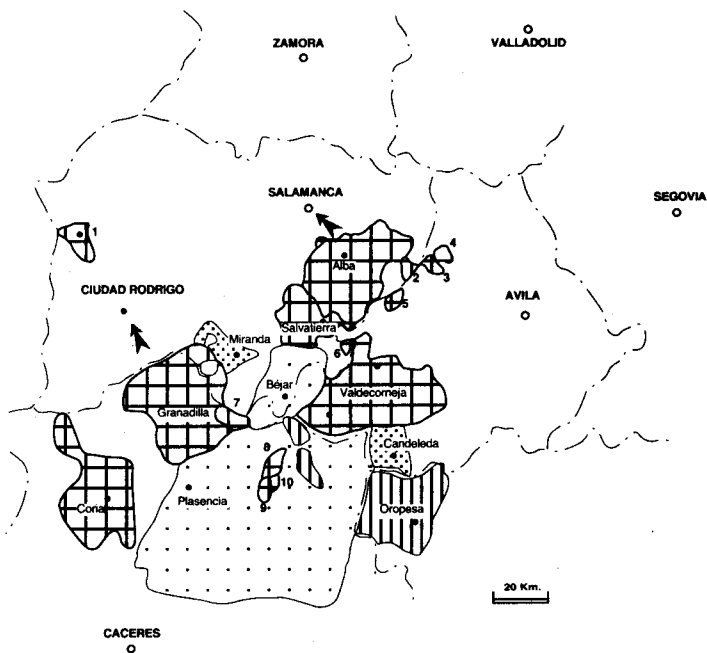 ZAMORA
VALLADOLID
SALAMANCA
SEGOVIA
1
4
Alba
2
3
CIUDAD RODRIGO
5
AVILA
Miranda
Salvatierra
6
Béjar
Valdecorneja
7
Granadilla
8
Candeleda
10
Plasencia
Coria
9
Oropesa
20 Km.
CACERES